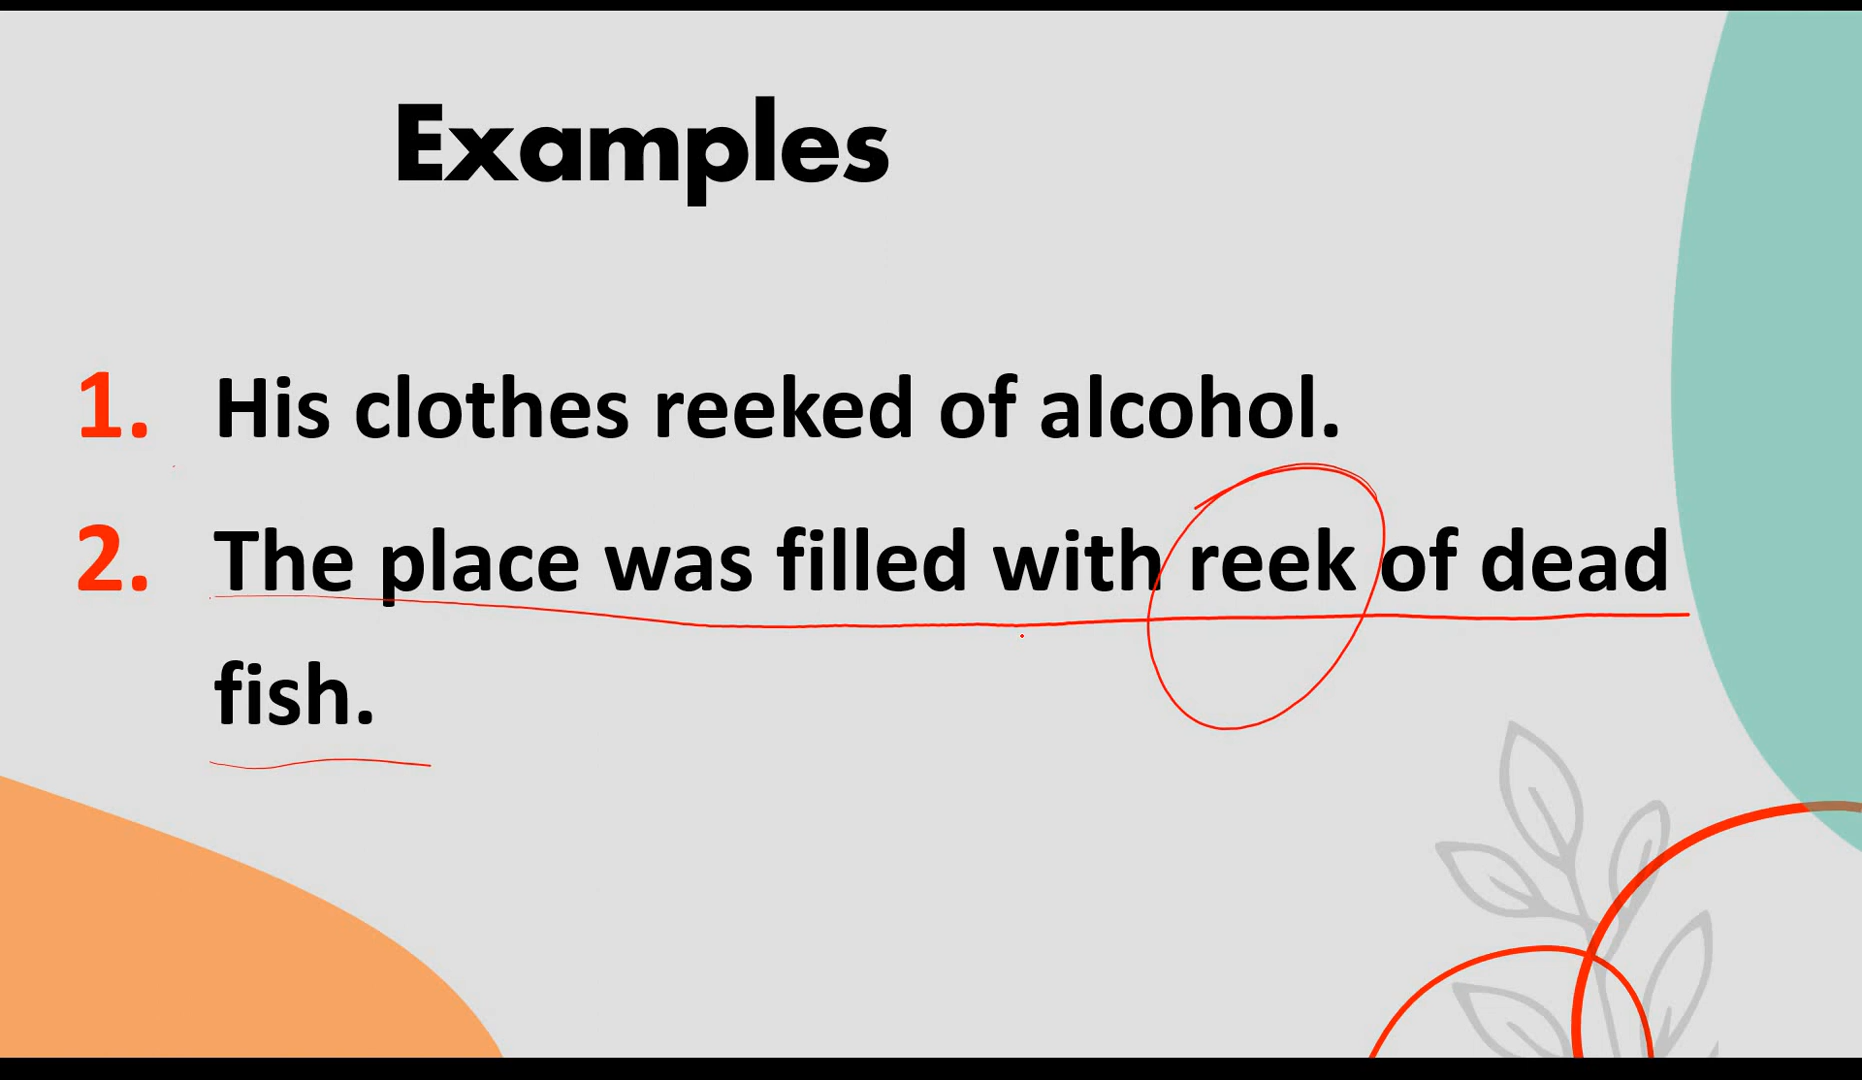 Examples
1. His clothes reeked of alcohol.
2. The place was filled with reek of dead
fish.